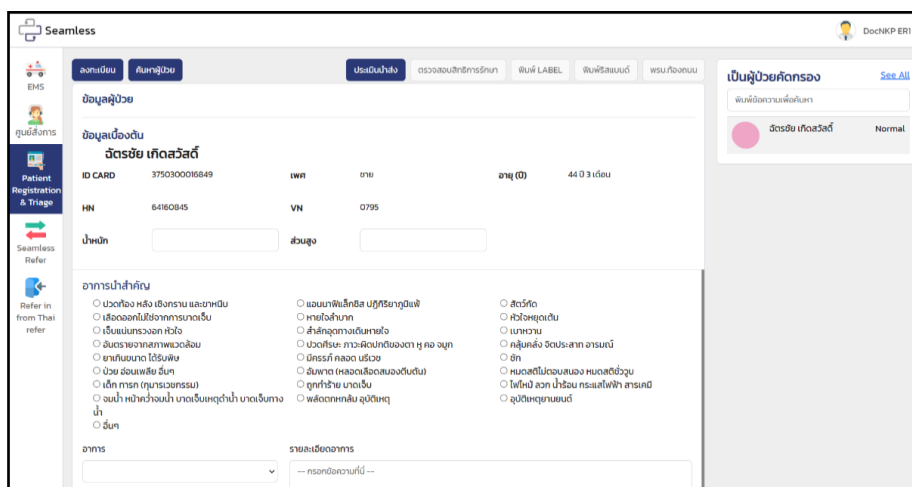 Seamless
DocNKP ER1
EMS
ศูนย์สั่งการ
Patient
Registration
& Triage
Seamless
Refer
Refer in
from Thai
refer
ลงทะเบียน
ค้นหาผู้ป่วย
ประเมินนำส่ง
ตรวจสอบสิทธิการรักษา
พิมพ์ LABEL
พิมพ์ริสแบนด์
พรบ.ท้องถนน
ข้อมูลผู้ป่วย
ข้อมูลเบื้องต้น
ฉัตรชัย เกิดสวัสดิ์
ID CARD 3750300016849 เพศ ชาย อายุ (ปี) 44 ปี 3 เดือน
HN 64160845 VN 0795
น้ำหนัก ส่วนสูง
อาการนำสำคัญ
ปวดท้อง หลัง เชิงกราน และขาหนีบ แอนนาฟิแล็กซิส ปฏิกิริยาภูมิแพ้ สัตว์กัด
เลือดออกไม่ใช่จากการบาดเจ็บ หายใจลำบาก หัวใจหยุดเต้น
เจ็บแน่นทรวงอก หัวใจ สำลักอุดทางเดินหายใจ เบาหวาน
อันตรายจากสภาพแวดล้อม ปวดศีรษะ ภาวะผิดปกติของตา หู คอ จมูก คลุ้มคลั่ง จิตประสาท อารมณ์
ยาเกินขนาด ได้รับพิษ มีครรภ์ คลอด นรีเวช ชัก
ป่วย อ่อนเพลีย อื่นๆ อัมพาต (หลอดเลือดสมองตีบตัน) หมดสติไม่ตอบสนอง หมดสติชั่ววูบ
เด็ก ทารก (กุมารเวชกรรม) ถูกทำร้าย บาดเจ็บ ไฟไหม้ ลวก น้ำร้อน กระแสไฟฟ้า สารเคมี
จมน้ำ หน้าคว่ำจมน้ำ บาดเจ็บเหตุดำน้ำ บาดเจ็บทาง
น้ำ
พลัดตกหกล้ม อุบัติเหตุ อุบัติเหตุยานยนต์
อื่นๆ
อาการ รายละเอียดอาการ
-- กรอกข้อความที่นี่ --
เป็นผู้ป่วยคัดกรอง See All
พิมพ์ข้อความเพื่อค้นหา
ฉัตรชัย เกิดสวัสดิ์ Normal